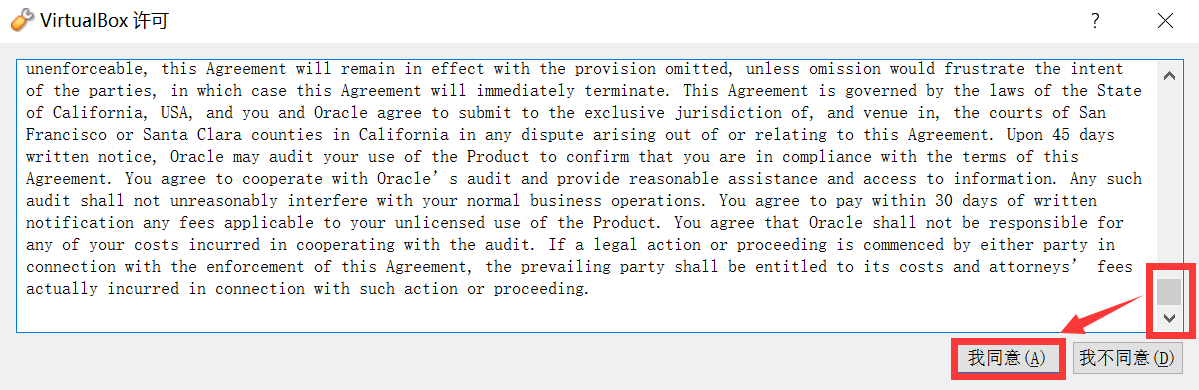 VirtualBox 许可
unenforceable, this Agreement will remain in effect with the provision omitted, unless omission would frustrate the intent
of the parties, in which case this Agreement will immediately terminate. This Agreement is governed by the laws of the State
of California, USA, and you and Oracle agree to submit to the exclusive jurisdiction of, and venue in, the courts of San
Francisco or Santa Clara counties in California in any dispute arising out of or relating to this Agreement. Upon 45 days
written notice, Oracle may audit your use of the Product to confirm that you are in compliance with the terms of this
Agreement. You agree to cooperate with Oracle’s audit and provide reasonable assistance and access to information. Any such
audit shall not unreasonably interfere with your normal business operations. You agree to pay within 30 days of written
notification any fees applicable to your unlicensed use of the Product. You agree that Oracle shall not be responsible for
any of your costs incurred in cooperating with the audit. If a legal action or proceeding is commenced by either party in
connection with the enforcement of this Agreement, the prevailing party shall be entitled to its costs and attorneys’ fees
actually incurred in connection with such action or proceeding.
我同意(A) 我不同意(D)